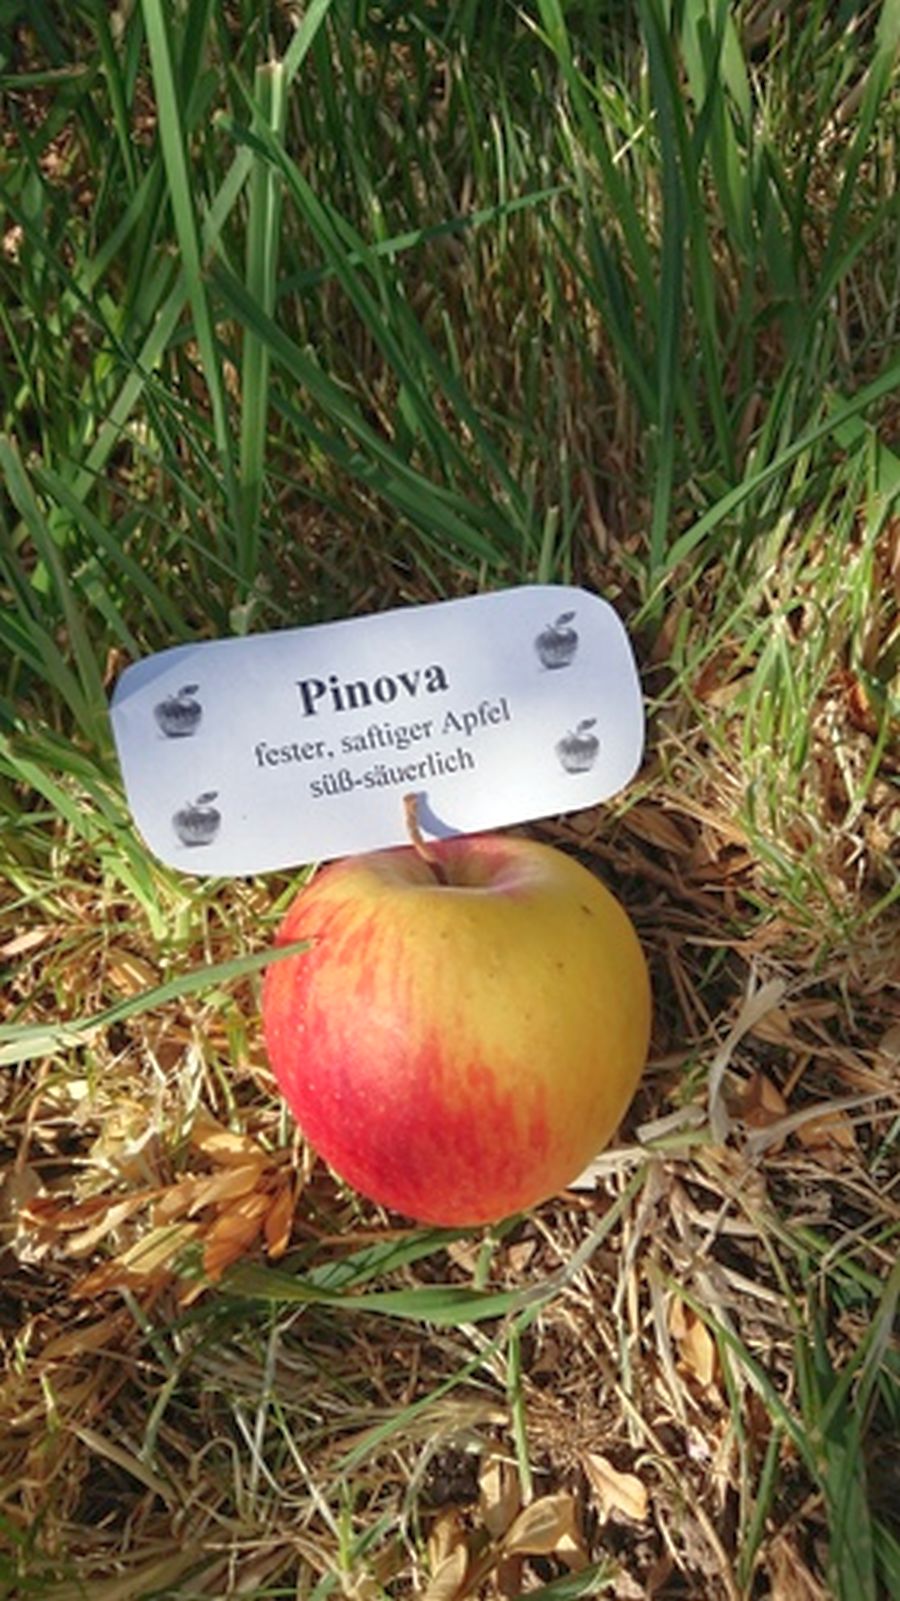 Pinova
fester, saftiger Apfel
süß-säuerlich